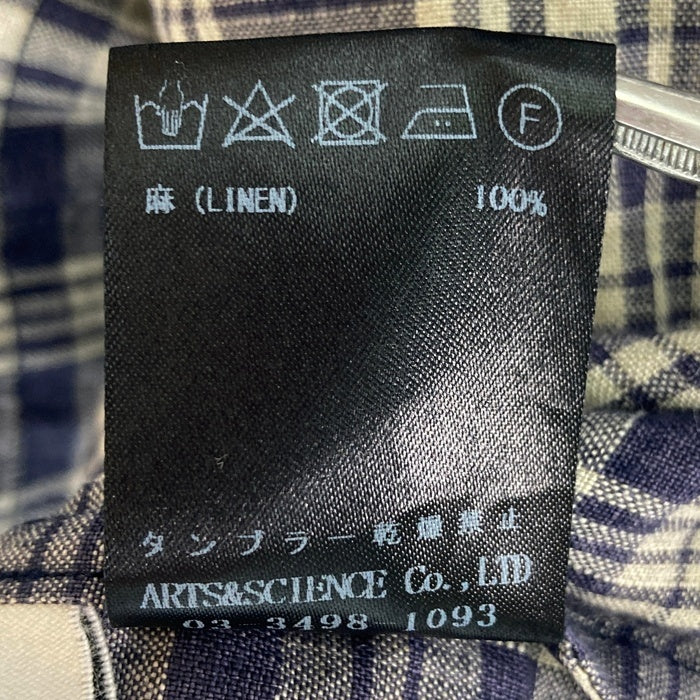 F
麻 (LINEN) 100%
タンブラー乾燥禁止
ARTS&SCIENCE Co.,LTD
03 3498 1093